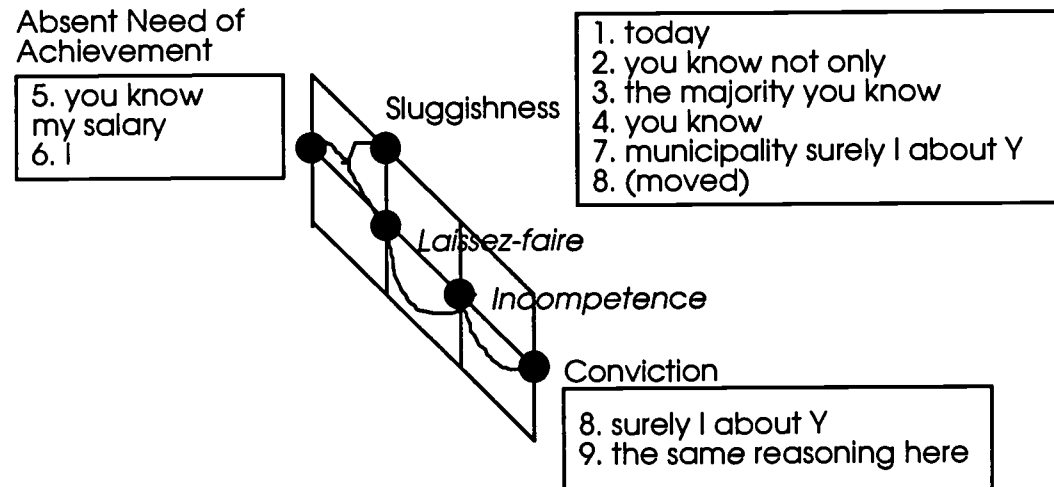 Absent Need of
Achievement
5. you know
my salary
6. I
Sluggishness
1. today
2. you know not only
3. the majority you know
4. you know
7. municipality surely I about Y
8. (moved)
Laissez-faire
Incompetence
Conviction
8. surely I about Y
9. the same reasoning here